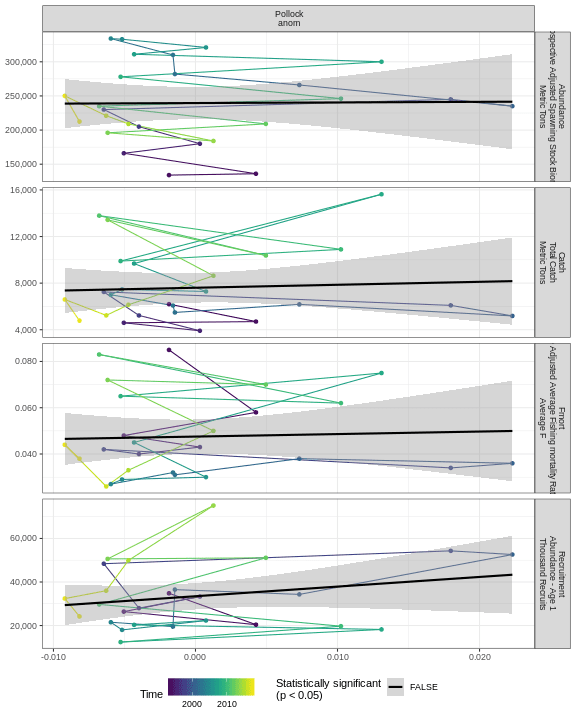 Pollock
anom
300,000
250,000
200,000
150,000
Abundance
Adjusted Spawning Stock
Metric Tons
16,000
12,000
8,000
4,000
Catch
Total Catch
Metric Tons
0.080
0.060
0.040
Fmort
Adjusted Average Fishing mortality
Average F
60,000
40,000
20,000
Recruitment
Abundance - Age 1
Thousand Recruits
-0.010
0.000
0.010
0.020
Time
2000
2010
Statistically significant
(p < 0.05)
FALSE